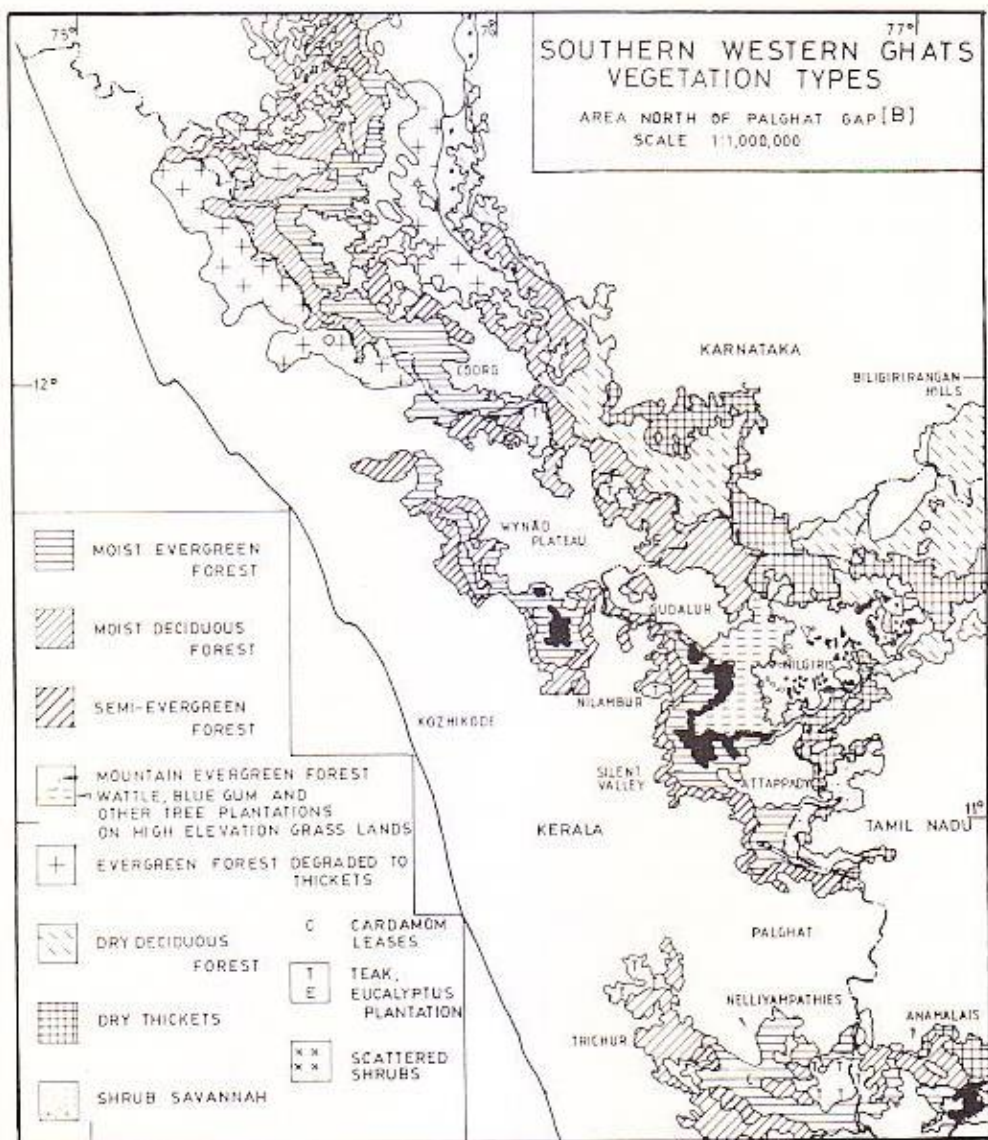 75°
76
77°
SOUTHERN WESTERN GHATS
VEGETATION TYPES
AREA NORTH OF PALGHAT GAP [B]
SCALE 1:1,000,000
KARNATAKA
12°
COORG
BILIGIRIRANGAN
HILLS
WYNAD
PLATEAU
GUDALUR
NILGIRIS
NILAMBUR
KOZHIKODE
SILENT
VALLEY
ATTAPPADY
11°
KERALA
TAMIL NADU
PALGHAT
NELLIYAMPATHIES
ANAMALAIS
TRICHUR
T
T
T
MOIST EVERGREEN
FOREST
MOIST DECIDUOUS
FOREST
SEMI-EVERGREEN
FOREST
MOUNTAIN EVERGREEN FOREST
WATTLE, BLUE GUM AND
OTHER TREE PLANTATIONS
ON HIGH ELEVATION GRASS LANDS
EVERGREEN FOREST DEGRADED TO
THICKETS
DRY DECIDUOUS
FOREST
DRY THICKETS
SHRUB SAVANNAH
C CARDAMOM
LEASES
T TEAK,
E EUCALYPTUS
PLANTATION
SCATTERED
SHRUBS